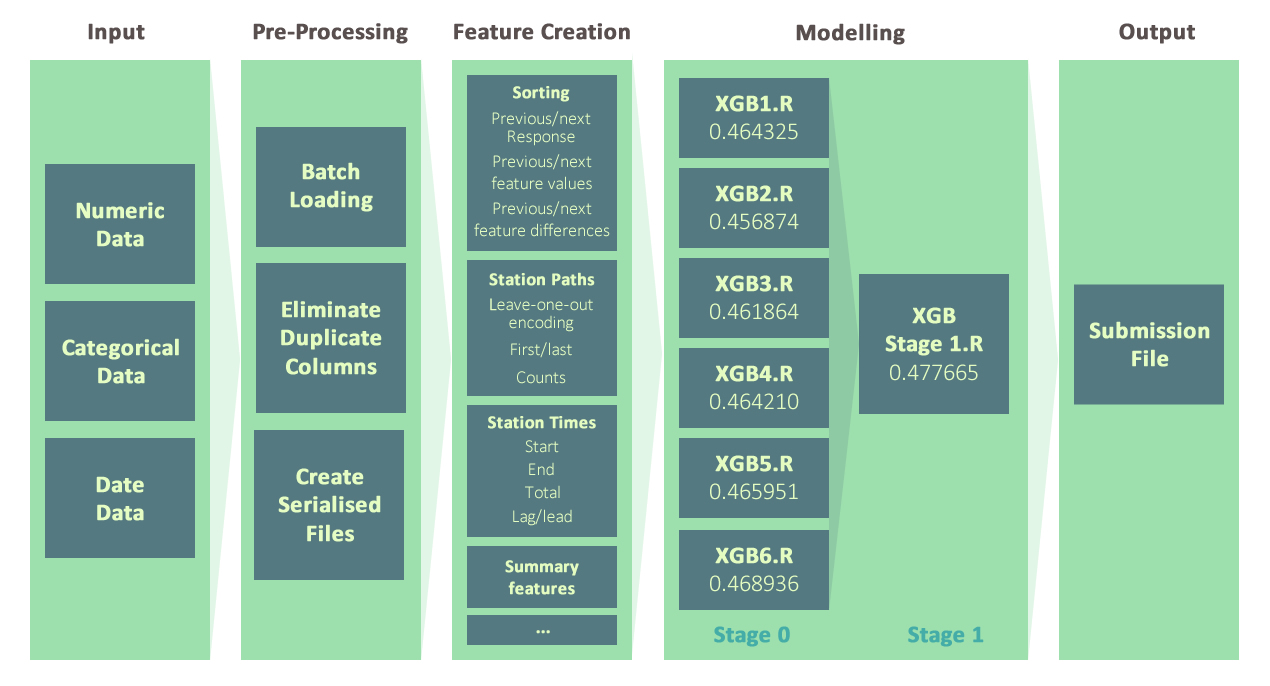 Input
Pre-Processing
Feature Creation
Modelling
Output
Numeric
Data
Categorical
Data
Date
Data
Batch
Loading
Eliminate
Duplicate
Columns
Create
Serialised
Files
Sorting
Previous/next
Response
Previous/next
feature values
Previous/next
feature differences
Station Paths
Leave-one-out
encoding
First/last
Counts
Station Times
Start
End
Total
Lag/lead
Summary
features
...
XGB1.R
0.464325
XGB2.R
0.456874
XGB3.R
0.461864
XGB4.R
0.464210
XGB5.R
0.465951
XGB6.R
0.468936
Stage 0
XGB
Stage 1.R
0.477665
Stage 1
Submission
File